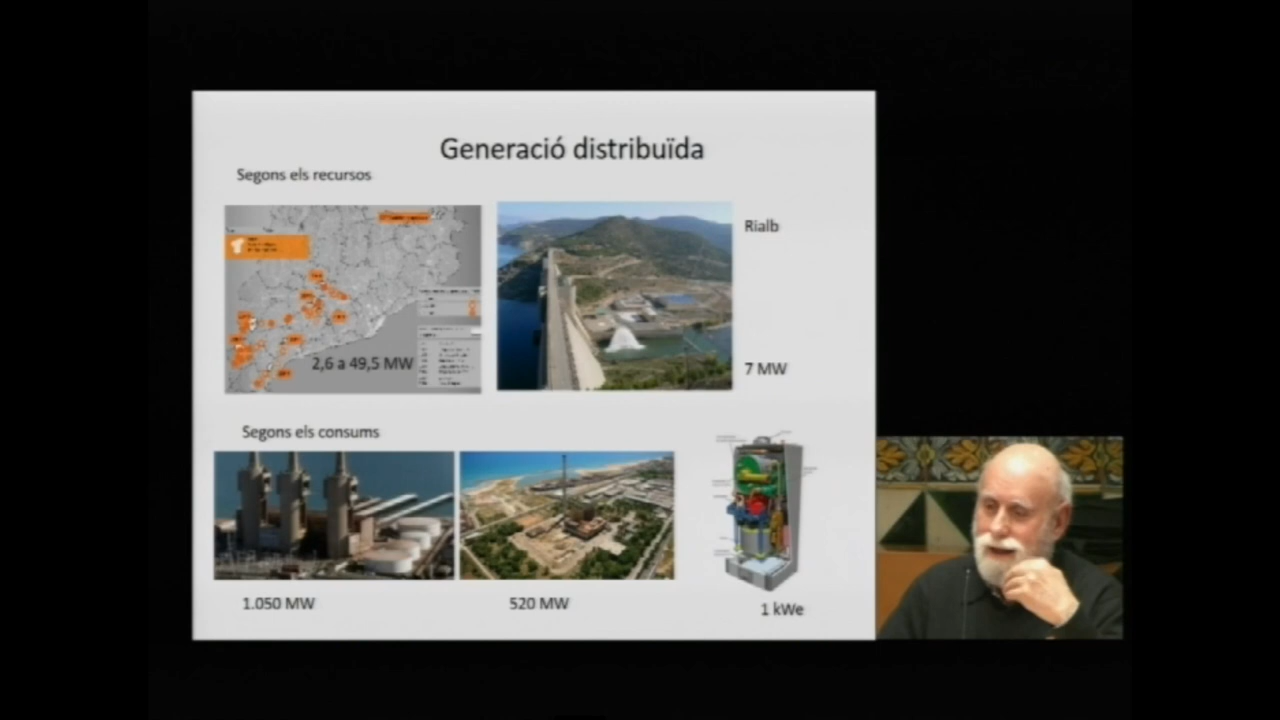 Generació distribuïda
Segons els recursos
Rialb
2,6 a 49,5 MW
7 MW
Segons els consums
1.050 MW
520 MW
1 kWe